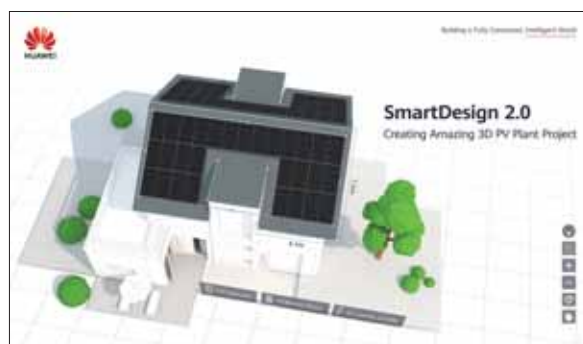 HUAWEI
Building a Fully Connected, Intelligent World
SmartDesign 2.0
Creating Amazing 3D PV Plant Project